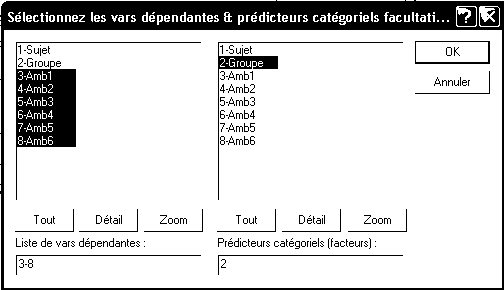 Sélectionnez les vars dépendantes & prédicteurs catégoriels facultati...
1-Sujet
2-Groupe
3-Amb1
4-Amb2
5-Amb3
6-Amb4
7-Amb5
8-Amb6
1-Sujet
2-Groupe
3-Amb1
4-Amb2
5-Amb3
6-Amb4
7-Amb5
8-Amb6
OK
Annuler
Tout Détail Zoom Tout Détail Zoom
Liste de vars dépendantes : Prédicteurs catégoriels (facteurs) :
3-8 2